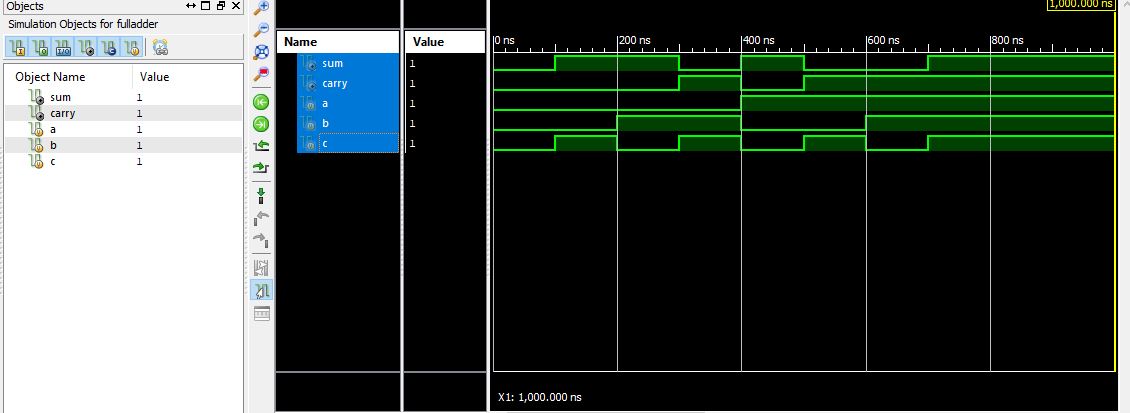 Objects
Simulation Objects for fulladder
Object Name Value
sum 1
carry 1
a 1
b 1
c 1
Name Value
sum 1
carry 1
a 1
b 1
c 1
1,000.000 ns
0 ns 200 ns 400 ns 600 ns 800 ns
X1: 1,000.000 ns